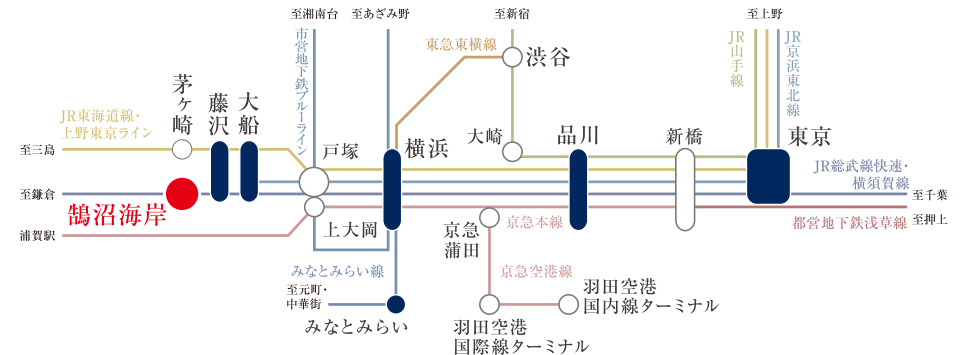 至湘南台
至あざみ野
至新宿
至上野
市営地下鉄ブルーライン
東急東横線
渋谷
JR山手線
JR京浜東北線
茅ヶ崎
藤沢
大船
JR東海道線・
上野東京ライン
至三島
戸塚
横浜
大崎
品川
新橋
東京
JR総武線快速・
横須賀線
至鎌倉
至千葉
鵠沼海岸
浦賀駅
上大岡
京急
蒲田
京急本線
都営地下鉄浅草線
至押上
みなとみらい線
京急空港線
至元町・
中華街
みなとみらい
羽田空港
国内線ターミナル
羽田空港
国際線ターミナル